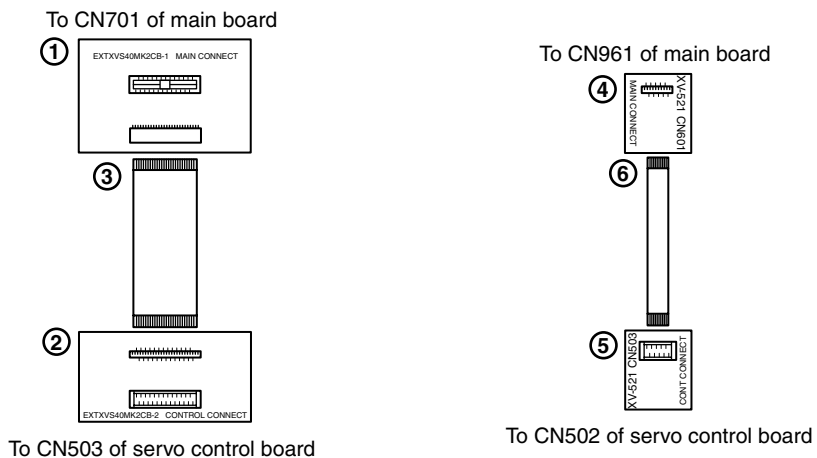 To CN701 of main board
1
EXTXVS40MK2CB-1 MAIN CONNECT
3
2
EXTXVS40MK2CB-2 CONTROL CONNECT
To CN503 of servo control board
To CN961 of main board
4
MAIN CONNECT
XV-521 CN601
6
5
XV-521 CN503
CONT CONNECT
To CN502 of servo control board